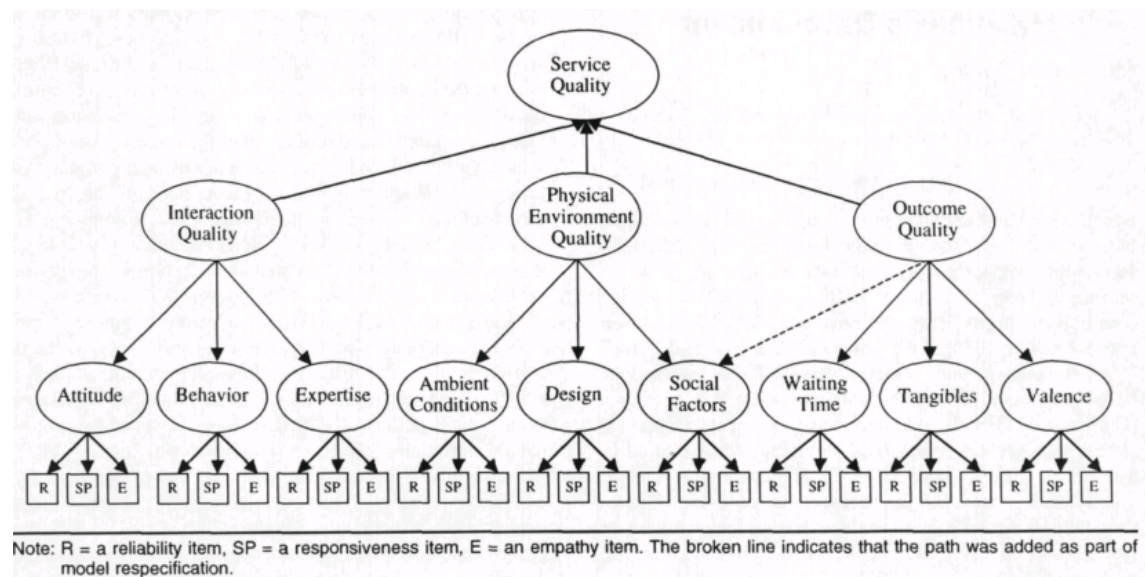 Service
Quality
Interaction
Quality
Physical
Environment
Quality
Outcome
Quality
Attitude
Behavior
Expertise
Ambient
Conditions
Design
Social
Factors
Waiting
Time
Tangibles
Valence
R SP E R SP E R SP E R SP E R SP E R SP E R SP E R SP E R SP E
Note: R = a reliability item, SP = a responsiveness item, E = an empathy item. The broken line indicates that the path was added as part of
model respecification.